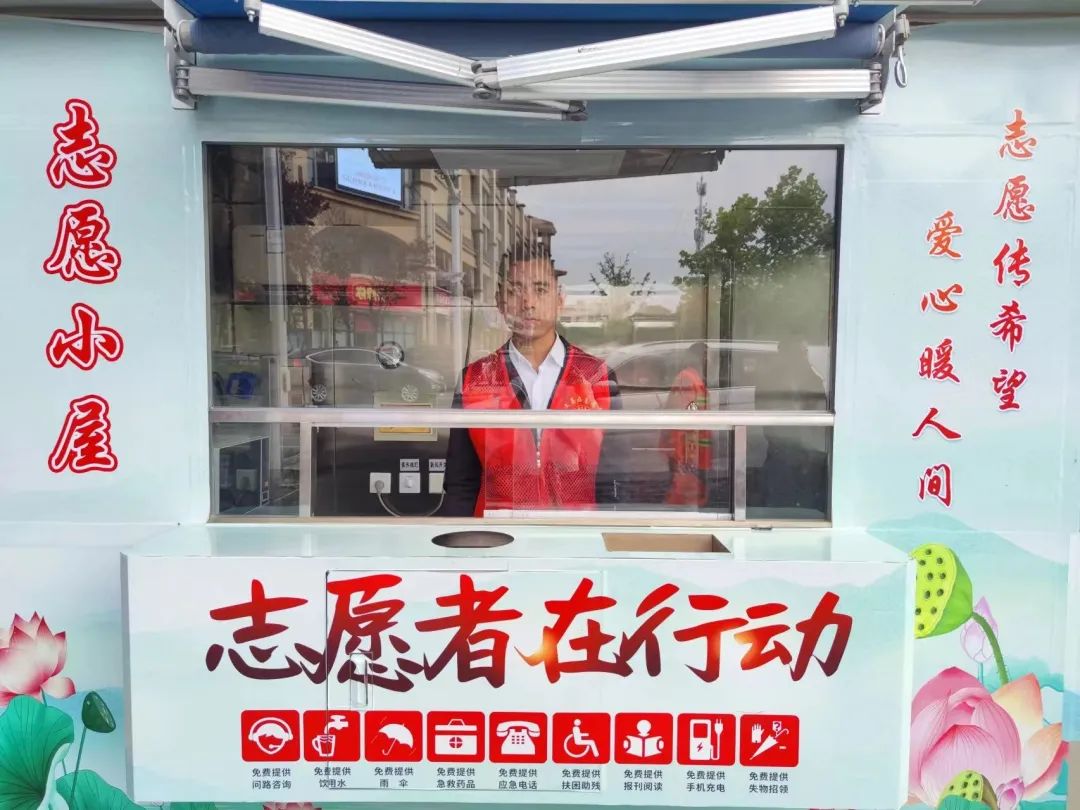 志愿小屋
志愿传希望
爱心暖人间
志愿者在行动
免费提供
问路咨询
免费提供
饮用水
免费提供
雨 伞
免费提供
急救药品
免费提供
应急电话
免费提供
扶困助残
免费提供
报刊阅读
免费提供
手机充电
免费提供
失物招领